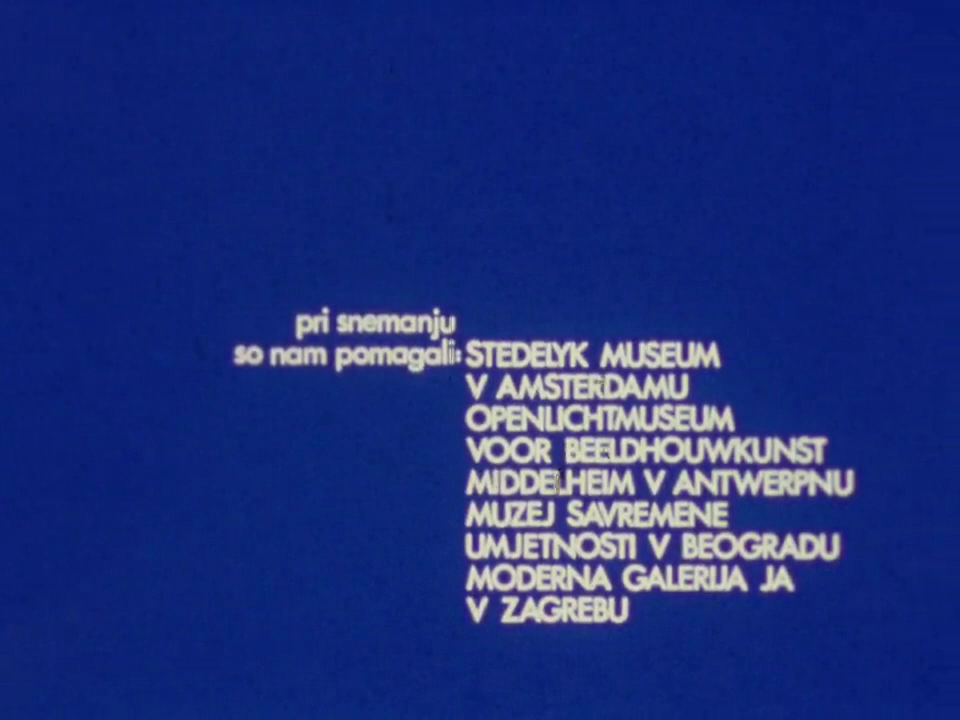 pri snemanju
so nam pomagali:
STEDELYK MUSEUM
V AMSTERDAMU
OPENLICHTMUSEUM
VOOR BEELDHOUWKUNST
MIDDELHEIM V ANTWERPNU
MUZEJ SAVREMENE
UMJETNOSTI V BEOGRADU
MODERNA GALERIJA JA
V ZAGREBU